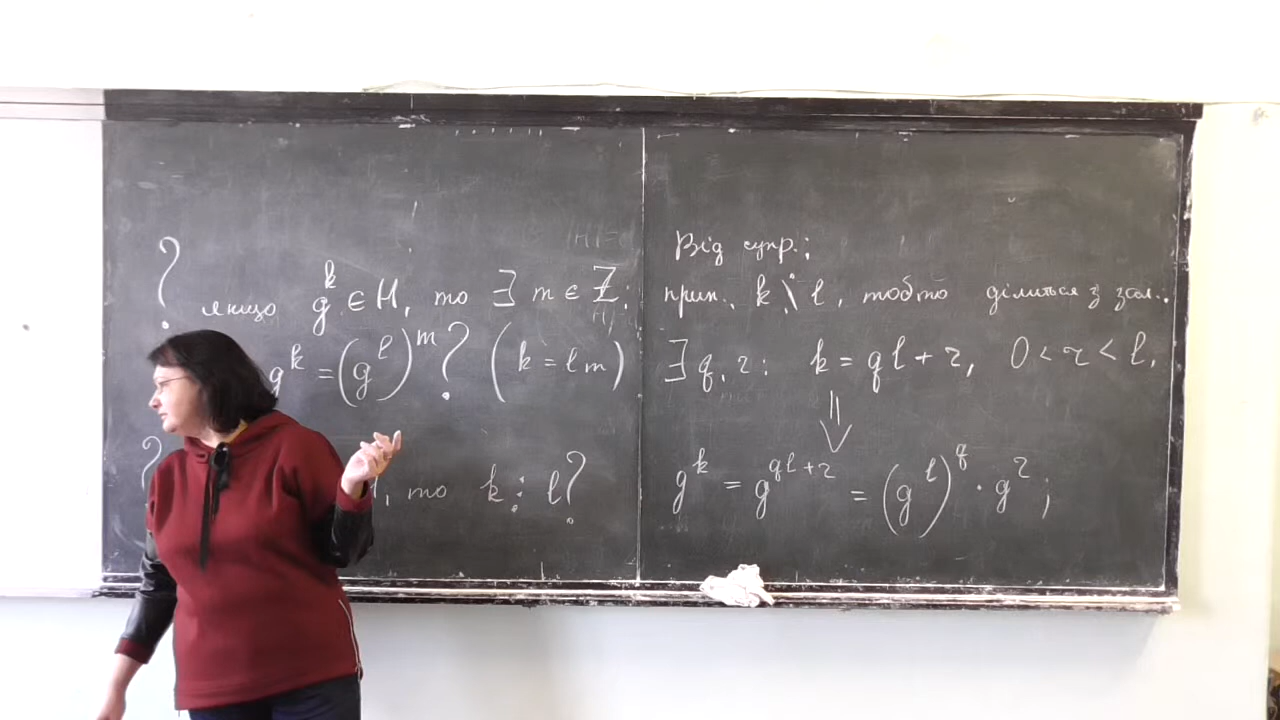 ?
якщо g^k ∈ H, то ∃ m ∈ ℤ:
g^k = (g^l)^m ? (k = lm)
? , то k ⋮ l ?
Від супр.:
прип., k \ l, тобто ділиться з зал..
∃ q, r: k = ql + r, 0 < r < l.
⇓
g^k = g^{ql+r} = (g^l)^q · g^r ;